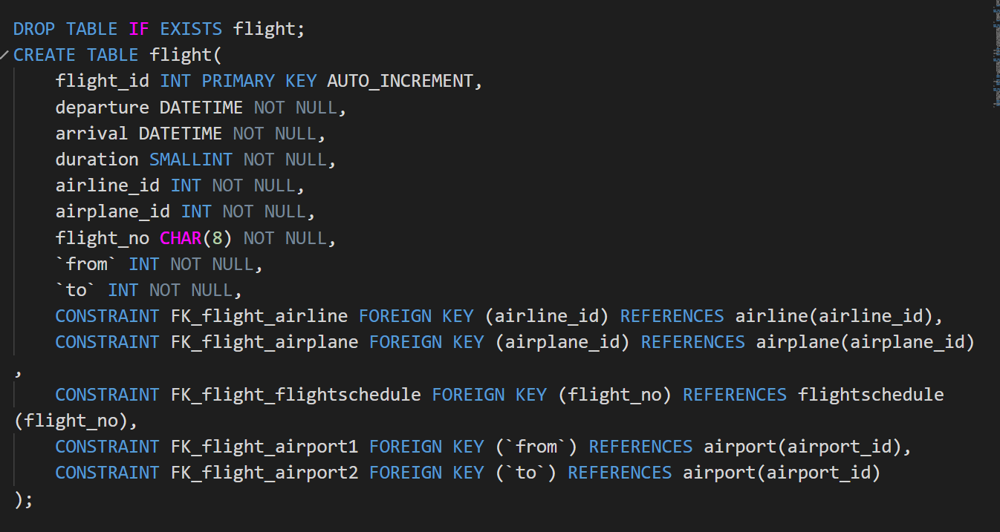 DROP TABLE IF EXISTS flight;
CREATE TABLE flight(
    flight_id INT PRIMARY KEY AUTO_INCREMENT,
    departure DATETIME NOT NULL,
    arrival DATETIME NOT NULL,
    duration SMALLINT NOT NULL,
    airline_id INT NOT NULL,
    airplane_id INT NOT NULL,
    flight_no CHAR(8) NOT NULL,
    `from` INT NOT NULL,
    `to` INT NOT NULL,
    CONSTRAINT FK_flight_airline FOREIGN KEY (airline_id) REFERENCES airline(airline_id),
    CONSTRAINT FK_flight_airplane FOREIGN KEY (airplane_id) REFERENCES airplane(airplane_id)
,
    CONSTRAINT FK_flight_flightschedule FOREIGN KEY (flight_no) REFERENCES flightschedule
(flight_no),
    CONSTRAINT FK_flight_airport1 FOREIGN KEY (`from`) REFERENCES airport(airport_id),
    CONSTRAINT FK_flight_airport2 FOREIGN KEY (`to`) REFERENCES airport(airport_id)
);